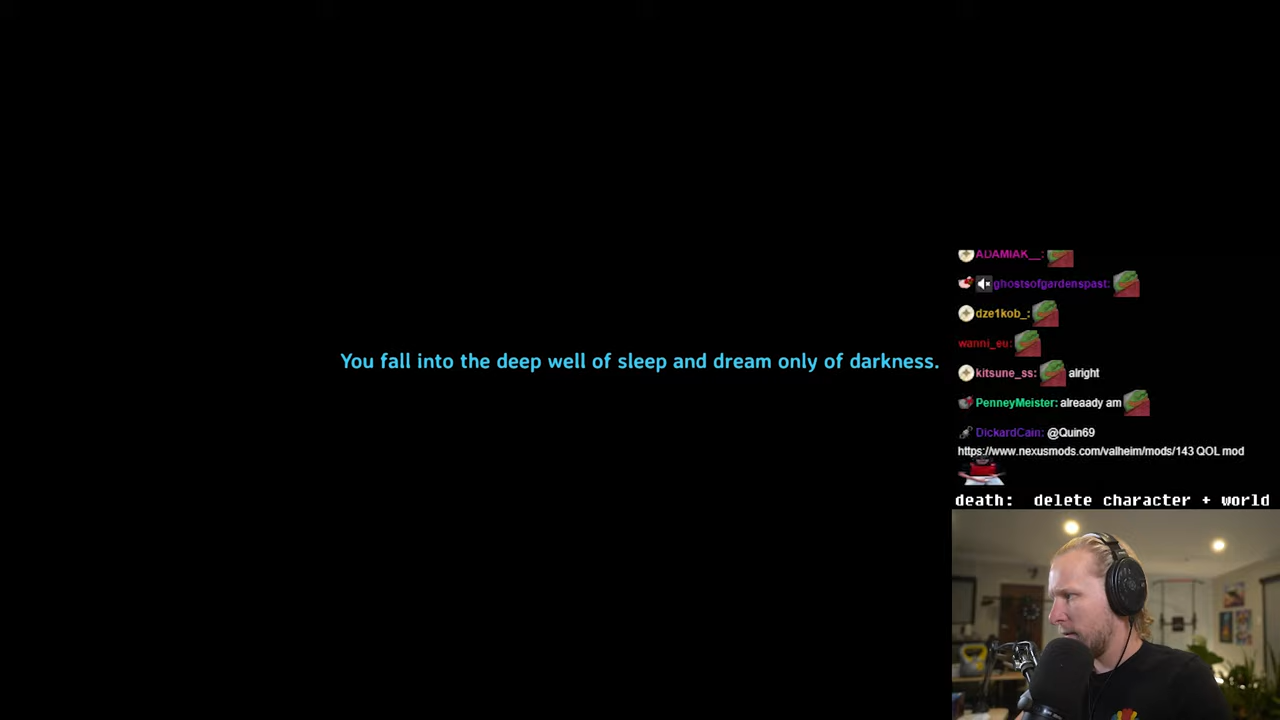 ADAMIAK__:
ghostsofgardenspast:
dze1kob_:
wanni_eu:
You fall into the deep well of sleep and dream only of darkness.
kitsune_ss: alright
PenneyMeister: alreaady am
DickardCain: @Quin69
https://www.nexusmods.com/valheim/mods/143 QOL mod
death: delete character + world